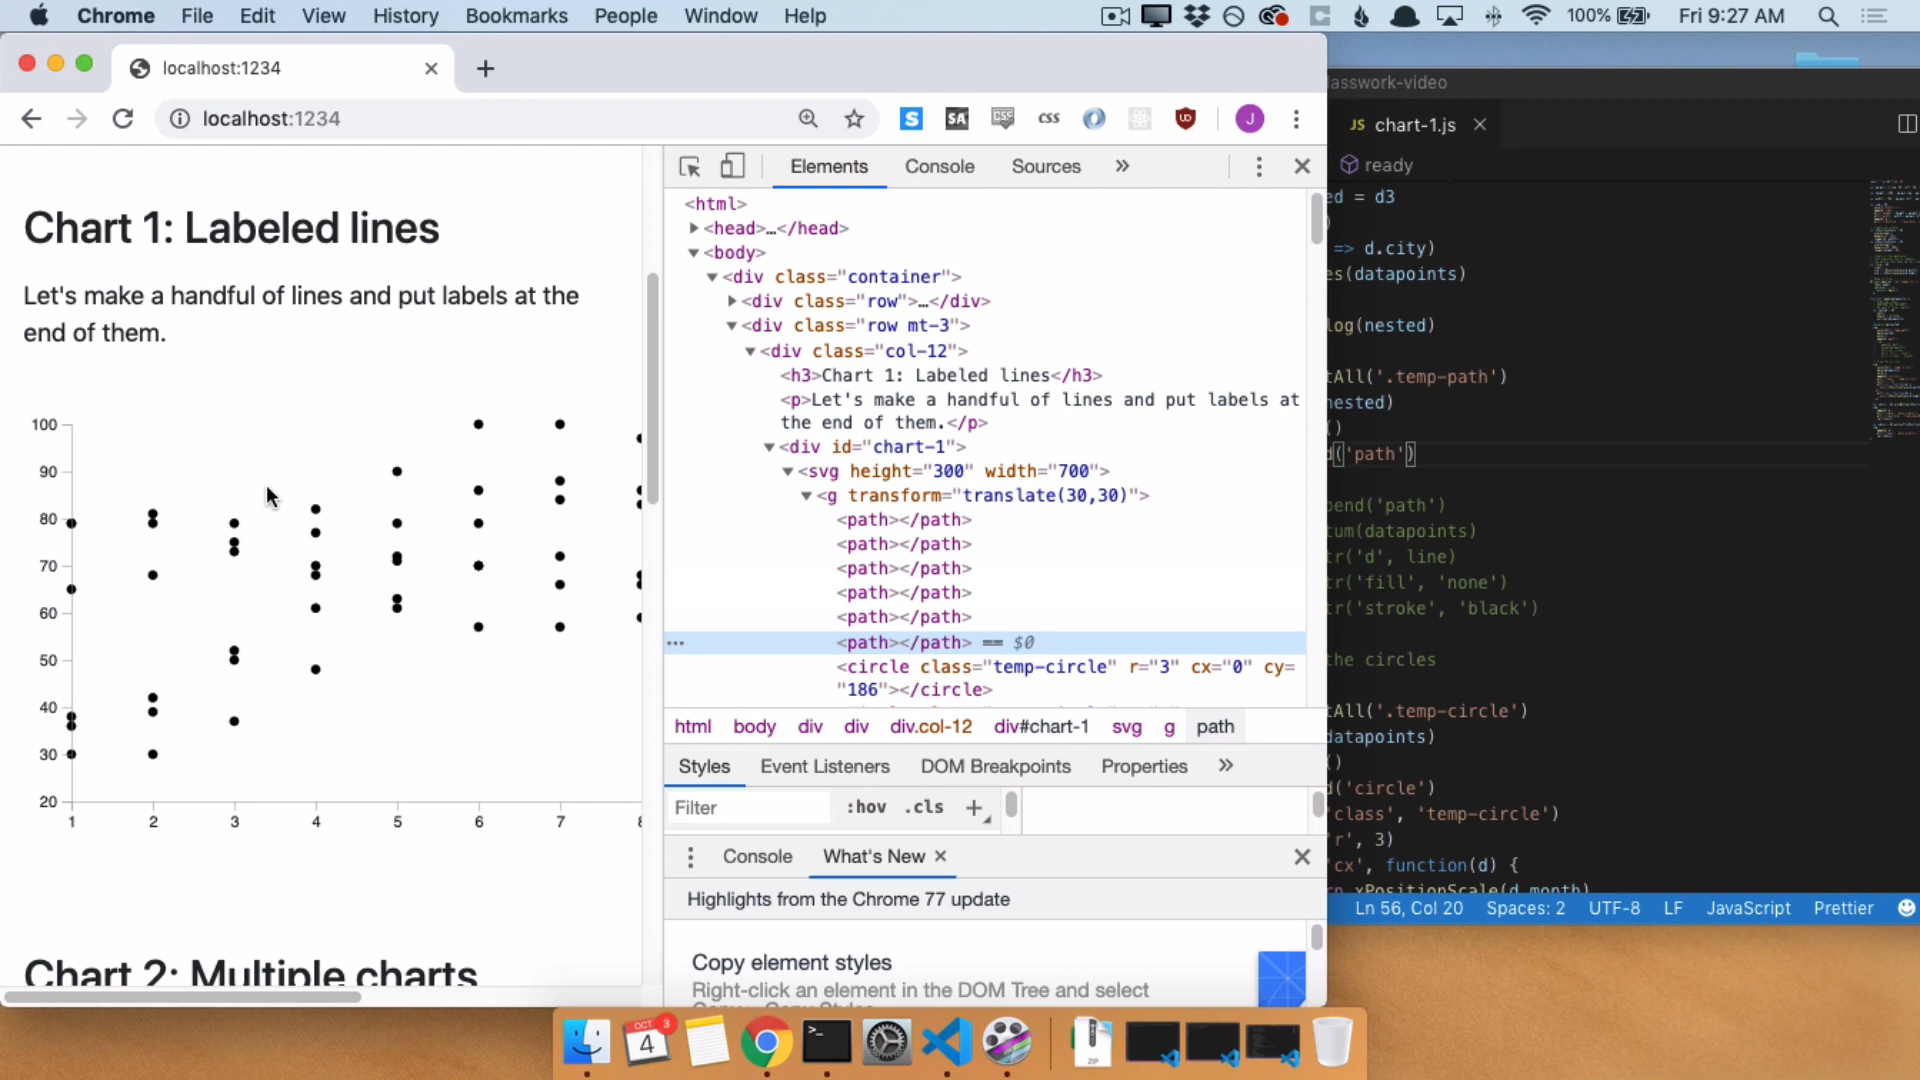 Chrome File Edit View History Bookmarks People Window Help 100% Fri 9:27 AM
localhost:1234
localhost:1234
S SA CSS CSS J
Chart 1: Labeled lines
Let's make a handful of lines and put labels at the
end of them.
100
90
80
70
60
50
40
30
20
1 2 3 4 5 6 7
Chart 2: Multiple charts
Elements Console Sources
<html>
<head>…</head>
<body>
<div class="container">
<div class="row">…</div>
<div class="row mt-3">
<div class="col-12">
<h3>Chart 1: Labeled lines</h3>
<p>Let's make a handful of lines and put labels at
the end of them.</p>
<div id="chart-1">
<svg height="300" width="700">
<g transform="translate(30,30)">
<path></path>
<path></path>
<path></path>
<path></path>
<path></path>
<path></path> == $0
<circle class="temp-circle" r="3" cx="0" cy=
"186"></circle>
html body div div div.col-12 div#chart-1 svg g path
Styles Event Listeners DOM Breakpoints Properties
Filter :hov .cls
Console What's New
Highlights from the Chrome 77 update
Copy element styles
Right-click an element in the DOM Tree and select
asswork-video
JS chart-1.js
ready
ed = d3
)
=> d.city)
es(datapoints)
log(nested)
tAll('.temp-path')
nested)
()
d('path')
end('path')
tum(datapoints)
tr('d', line)
tr('fill', 'none')
tr('stroke', 'black')
the circles
tAll('.temp-circle')
datapoints)
()
d('circle')
'class', 'temp-circle')
'r', 3)
'cx', function(d) {
rn xPositionScale(d.month)
Ln 56, Col 20 Spaces: 2 UTF-8 LF JavaScript Prettier
OCT 3
4
ZIP